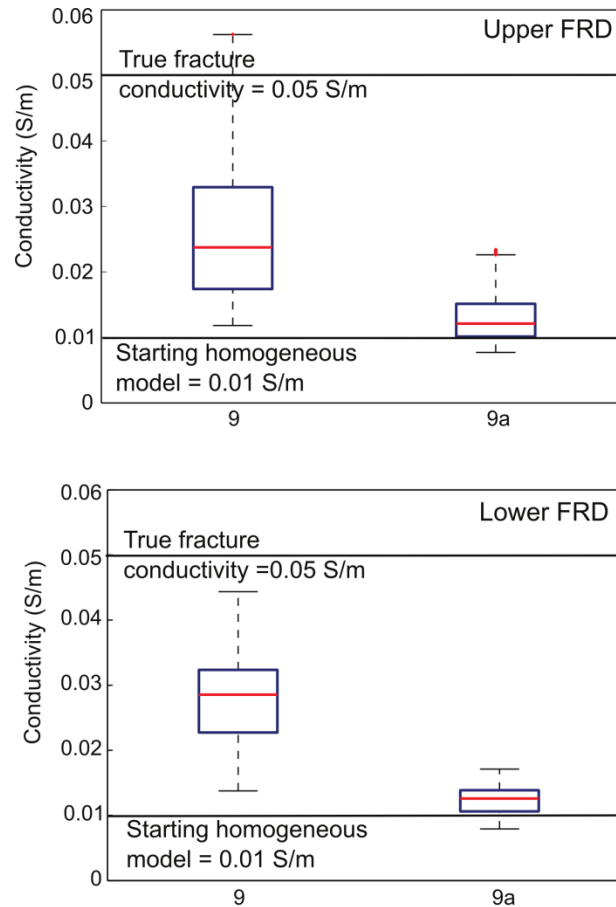 0.06
Upper FRD
True fracture
0.05
conductivity = 0.05 S/m
0.04
Conductivity (S/m)
0.03
0.02
0.01
Starting homogeneous
model = 0.01 S/m
0
9
9a
0.06
Lower FRD
True fracture
0.05
conductivity =0.05 S/m
0.04
Conductivity (S/m)
0.03
0.02
0.01
Starting homogeneous
model = 0.01 S/m
0
9
9a